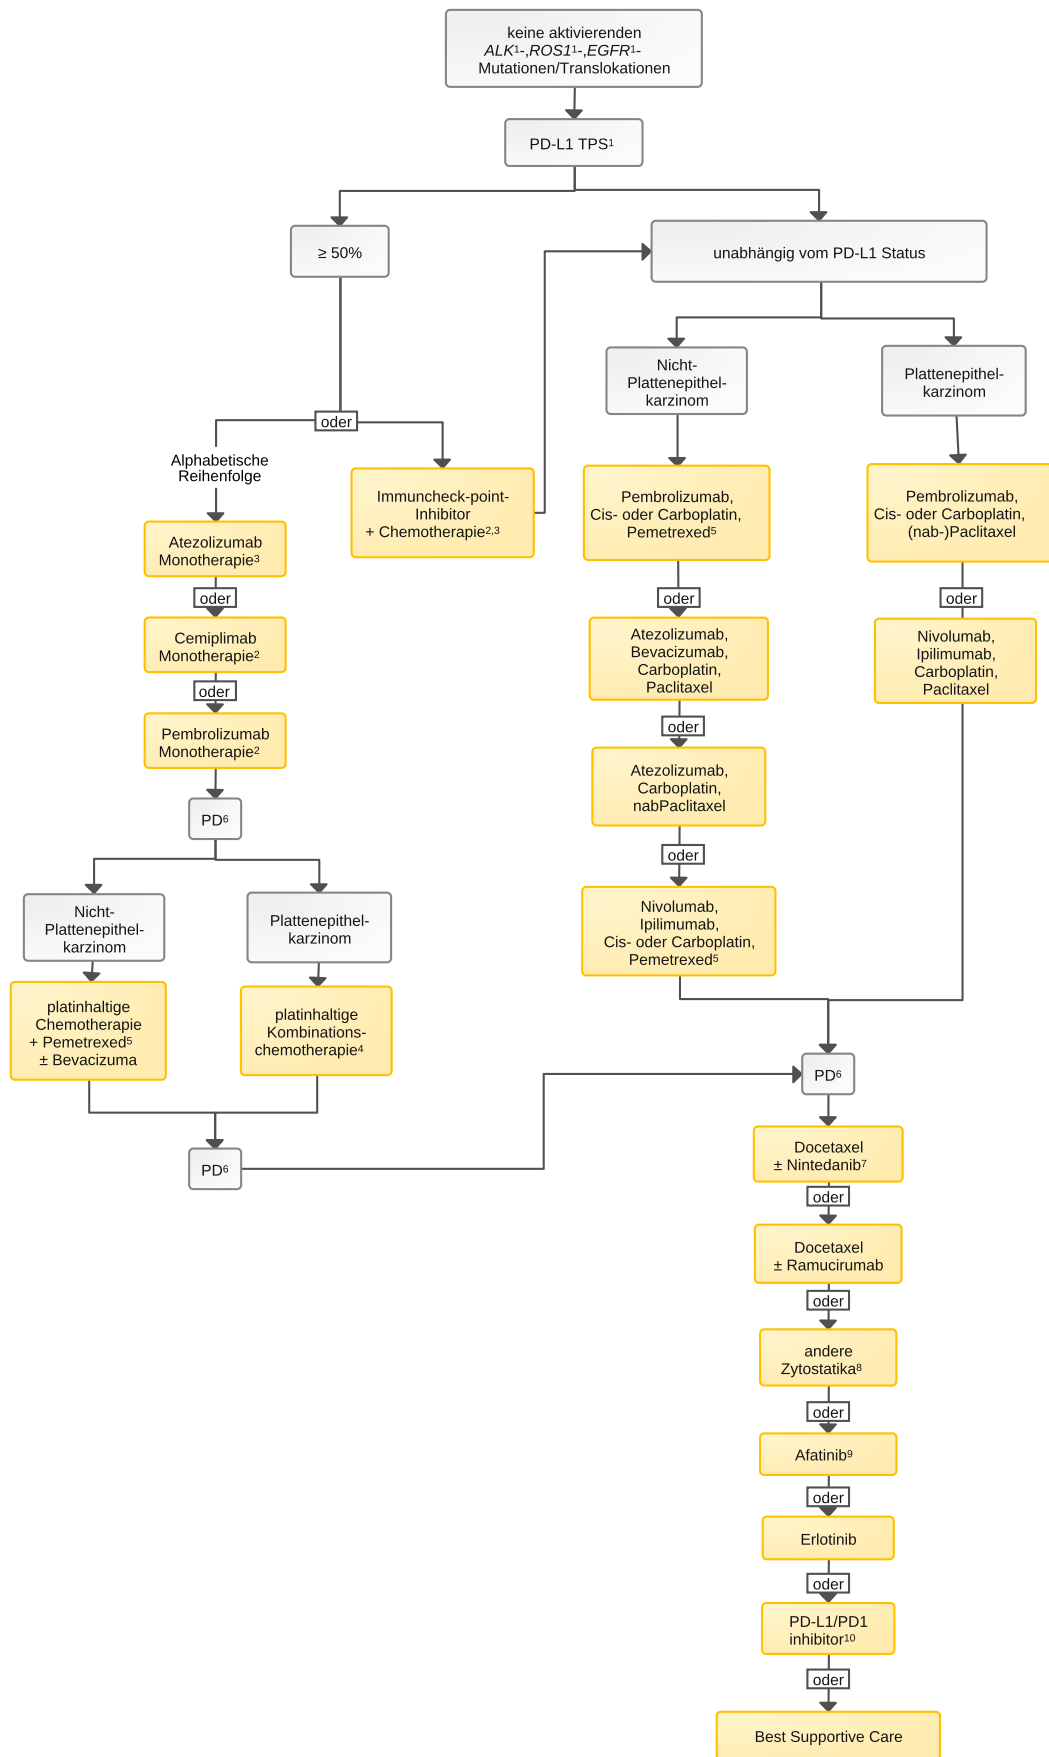 keine aktivierenden
ALK¹-,ROS1¹-,EGFR¹-
Mutationen/Translokationen
PD-L1 TPS¹
≥ 50%
unabhängig vom PD-L1 Status
Nicht-
Plattenepithel-
karzinom
Plattenepithel-
karzinom
oder
Alphabetische
Reihenfolge
Immuncheck-point-
Inhibitor
+ Chemotherapie²,³
Pembrolizumab,
Cis- oder Carboplatin,
Pemetrexed⁵
Pembrolizumab,
Cis- oder Carboplatin,
(nab-)Paclitaxel
Atezolizumab
Monotherapie³
oder
oder
oder
Cemiplimab
Monotherapie²
Atezolizumab,
Bevacizumab,
Carboplatin,
Paclitaxel
Nivolumab,
Ipilimumab,
Carboplatin,
Paclitaxel
oder
oder
Pembrolizumab
Monotherapie²
Atezolizumab,
Carboplatin,
nabPaclitaxel
PD⁶
oder
Nicht-
Plattenepithel-
karzinom
Plattenepithel-
karzinom
Nivolumab,
Ipilimumab,
Cis- oder Carboplatin,
Pemetrexed⁵
platinhaltige
Chemotherapie
+ Pemetrexed⁵
± Bevacizuma
platinhaltige
Kombinations-
chemotherapie⁴
PD⁶
PD⁶
Docetaxel
± Nintedanib⁷
oder
Docetaxel
± Ramucirumab
oder
andere
Zytostatika⁸
oder
Afatinib⁹
oder
Erlotinib
oder
PD-L1/PD1
inhibitor¹⁰
oder
Best Supportive Care